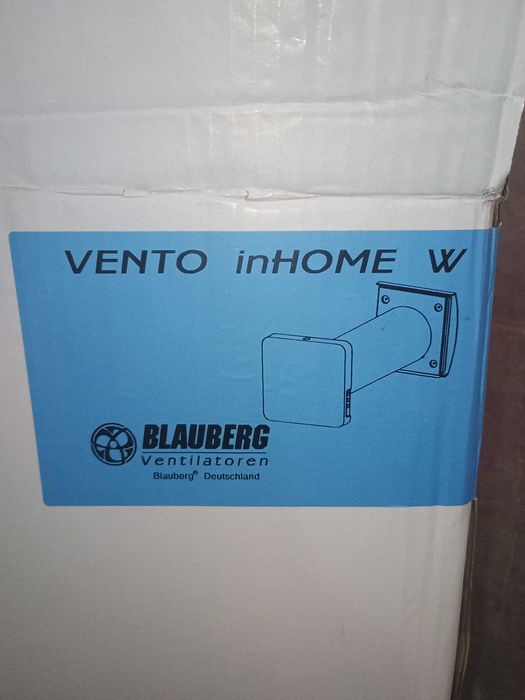 VENTO inHOME W
BLAUBERG
Ventilatoren
Blauberg® Deutschland